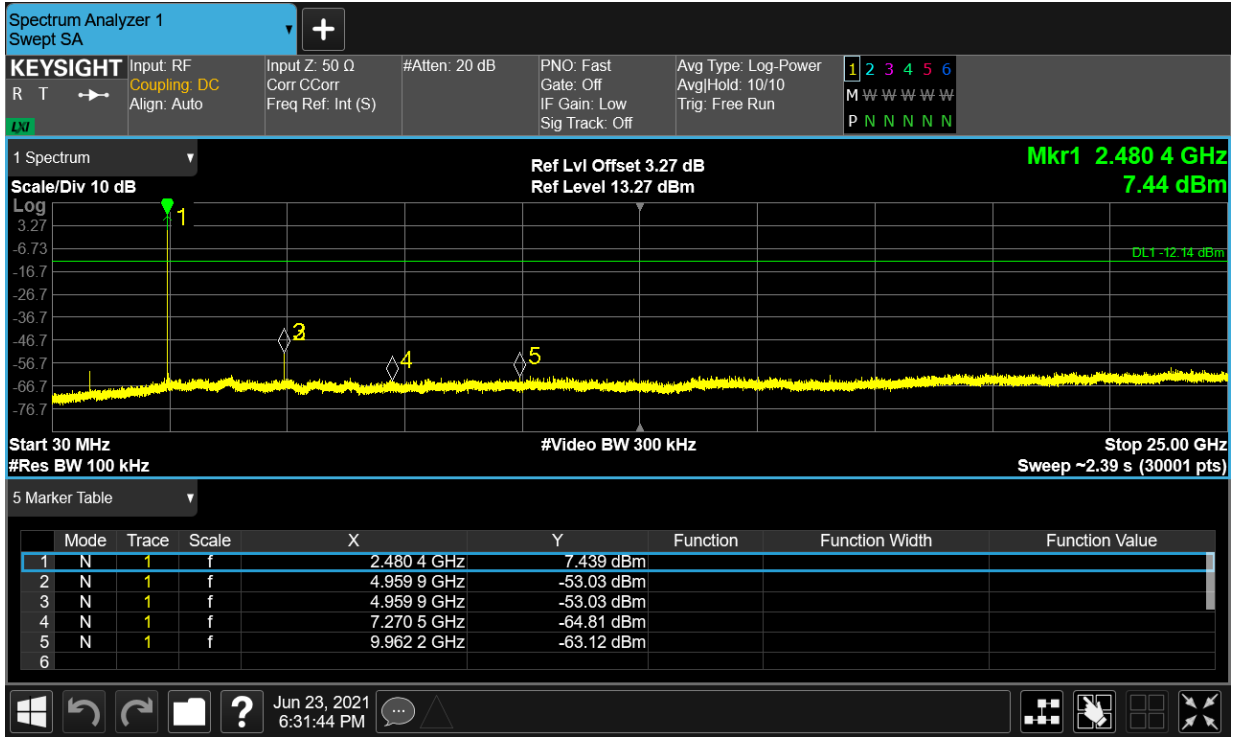 Spectrum Analyzer 1
Swept SA
+
KEYSIGHT
R T
LXI
Input: RF
Coupling: DC
Align: Auto
Input Z: 50 Ω
Corr CCorr
Freq Ref: Int (S)
#Atten: 20 dB
PNO: Fast
Gate: Off
IF Gain: Low
Sig Track: Off
Avg Type: Log-Power
Avg|Hold: 10/10
Trig: Free Run
1 2 3 4 5 6
M W W W W W
P N N N N N
1 Spectrum
Scale/Div 10 dB
Ref Lvl Offset 3.27 dB
Ref Level 13.27 dBm
Mkr1 2.480 4 GHz
7.44 dBm
Log
3.27
-6.73
-16.7
-26.7
-36.7
-46.7
-56.7
-66.7
-76.7
1
DL1 -12.14 dBm
3
4
5
Start 30 MHz
#Video BW 300 kHz
Stop 25.00 GHz
#Res BW 100 kHz
Sweep ~2.39 s (30001 pts)
5 Marker Table
Mode Trace Scale X Y Function Function Width Function Value
1 N 1 f 2.480 4 GHz 7.439 dBm
2 N 1 f 4.959 9 GHz -53.03 dBm
3 N 1 f 4.959 9 GHz -53.03 dBm
4 N 1 f 7.270 5 GHz -64.81 dBm
5 N 1 f 9.962 2 GHz -63.12 dBm
6
?
Jun 23, 2021
6:31:44 PM